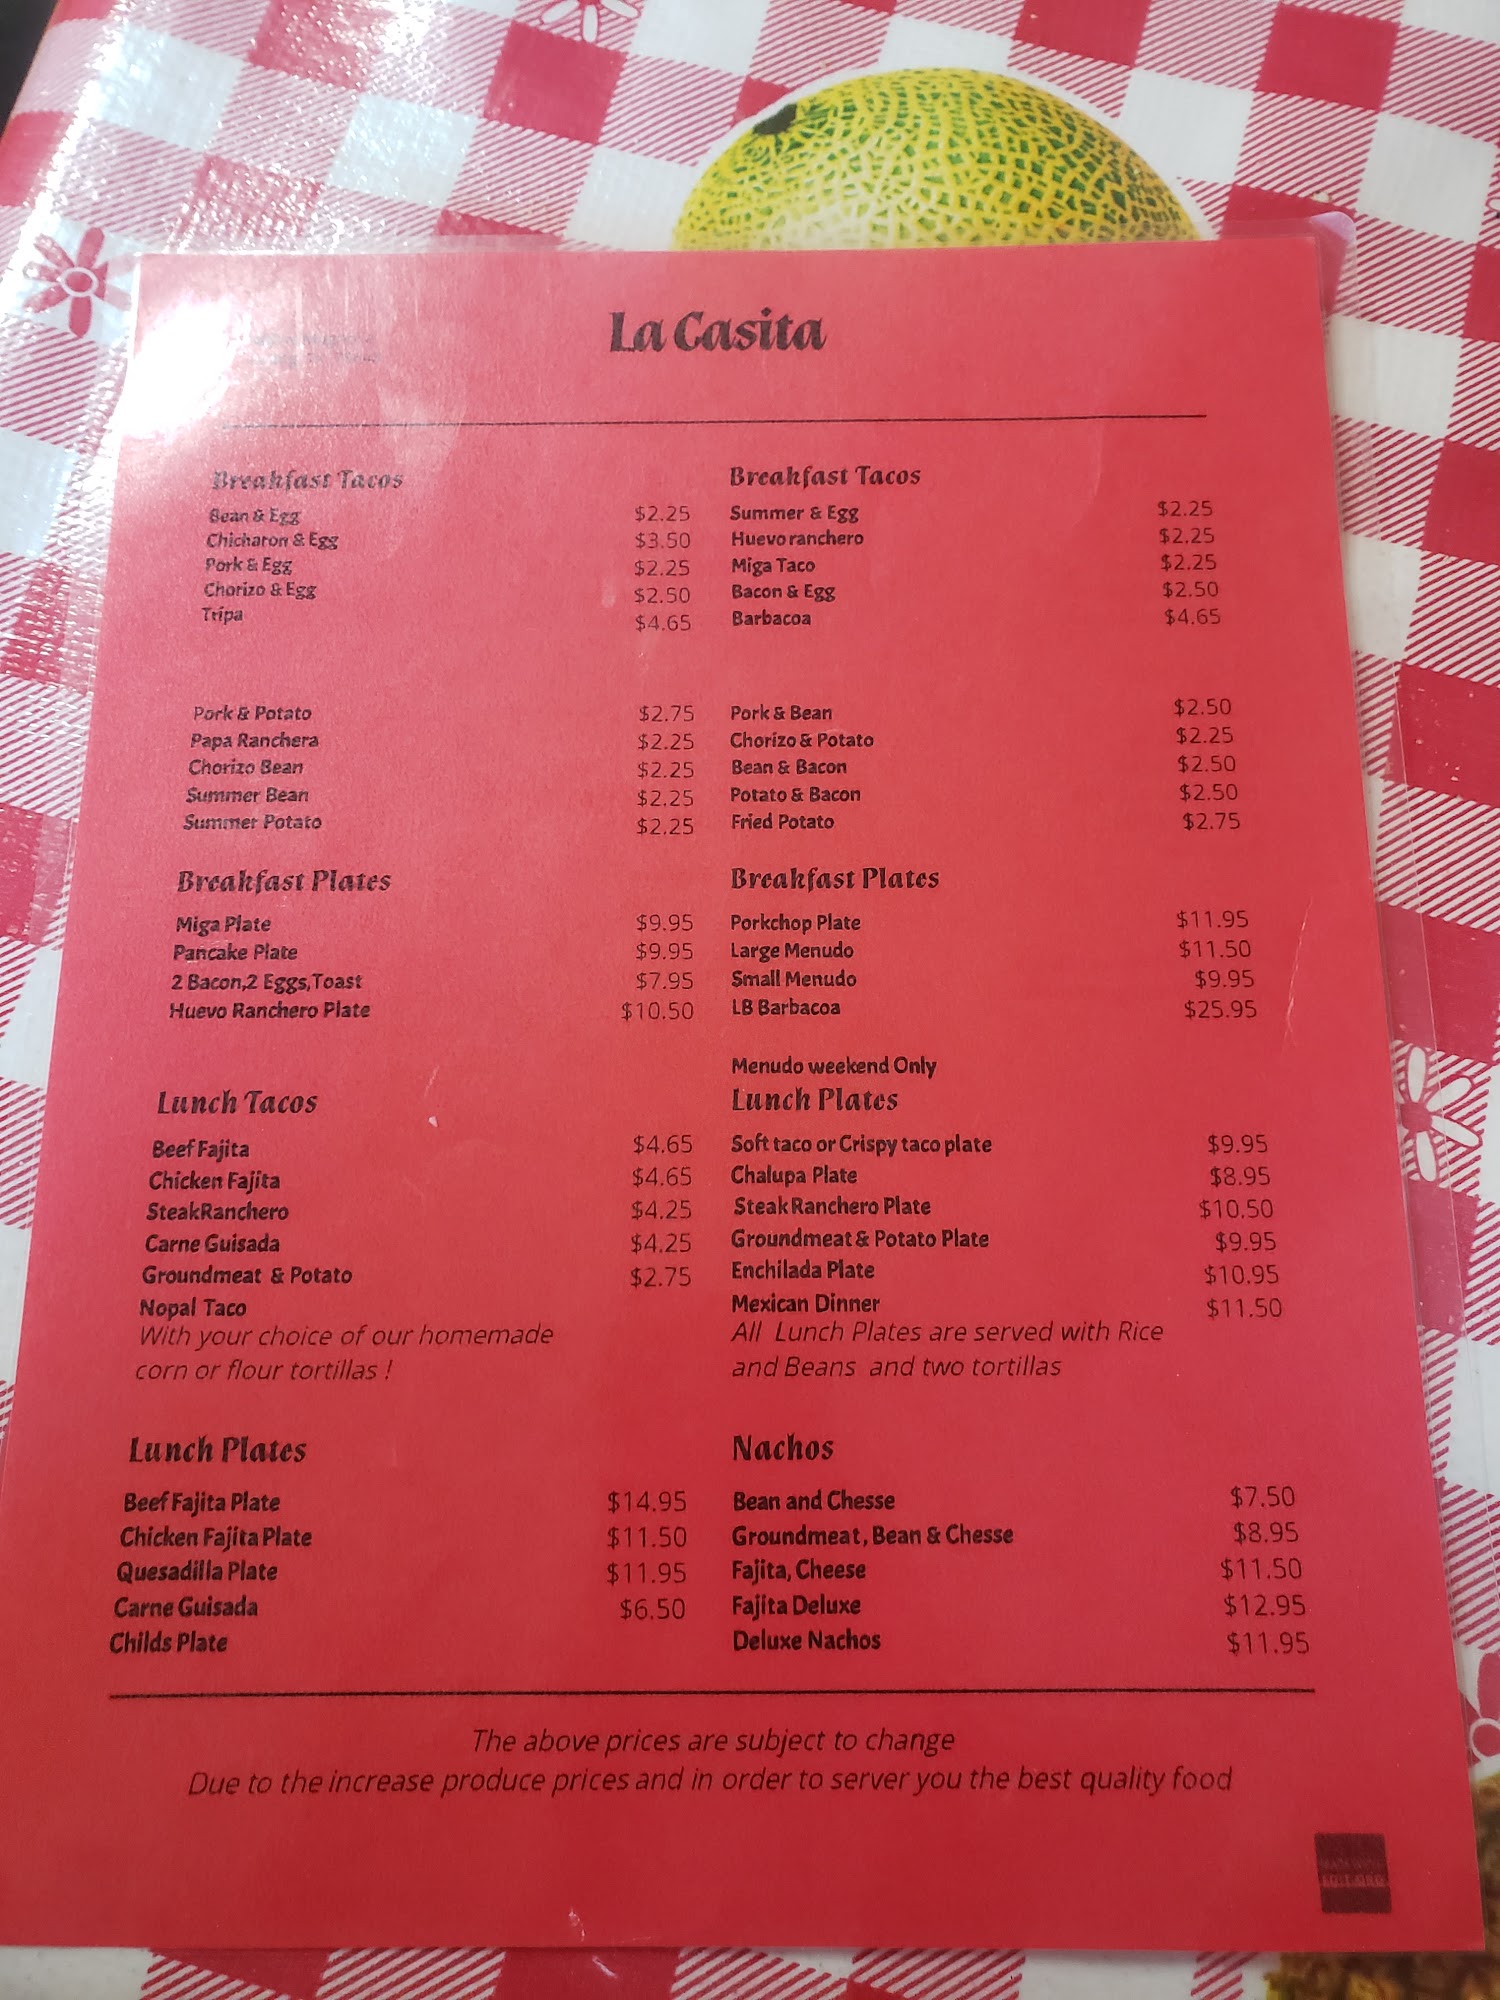 La Casita
Breakfast Tacos
Bean & Egg $2.25
Chicharon & Egg $3.50
Pork & Egg $2.25
Chorizo & Egg $2.50
Tripa $4.65
Breakfast Tacos
Summer & Egg $2.25
Huevo ranchero $2.25
Miga Taco $2.25
Bacon & Egg $2.50
Barbacoa $4.65
Pork & Potato $2.75
Papa Ranchera $2.25
Chorizo Bean $2.25
Summer Bean $2.25
Summer Potato $2.25
Pork & Bean $2.50
Chorizo & Potato $2.25
Bean & Bacon $2.50
Potato & Bacon $2.50
Fried Potato $2.75
Breakfast Plates
Miga Plate $9.95
Pancake Plate $9.95
2 Bacon,2 Eggs,Toast $7.95
Huevo Ranchero Plate $10.50
Breakfast Plates
Porkchop Plate $11.95
Large Menudo $11.50
Small Menudo $9.95
LB Barbacoa $25.95
Menudo weekend Only
Lunch Tacos
Beef Fajita $4.65
Chicken Fajita $4.65
SteakRanchero $4.25
Carne Guisada $4.25
Groundmeat & Potato $2.75
Nopal Taco
With your choice of our homemade
corn or flour tortillas !
Lunch Plates
Soft taco or Crispy taco plate $9.95
Chalupa Plate $8.95
Steak Ranchero Plate $10.50
Groundmeat & Potato Plate $9.95
Enchilada Plate $10.95
Mexican Dinner $11.50
All Lunch Plates are served with Rice
and Beans and two tortillas
Lunch Plates
Beef Fajita Plate $14.95
Chicken Fajita Plate $11.50
Quesadilla Plate $11.95
Carne Guisada $6.50
Childs Plate
Nachos
Bean and Chesse $7.50
Groundmeat, Bean & Chesse $8.95
Fajita, Cheese $11.50
Fajita Deluxe $12.95
Deluxe Nachos $11.95
The above prices are subject to change
Due to the increase produce prices and in order to server you the best quality food